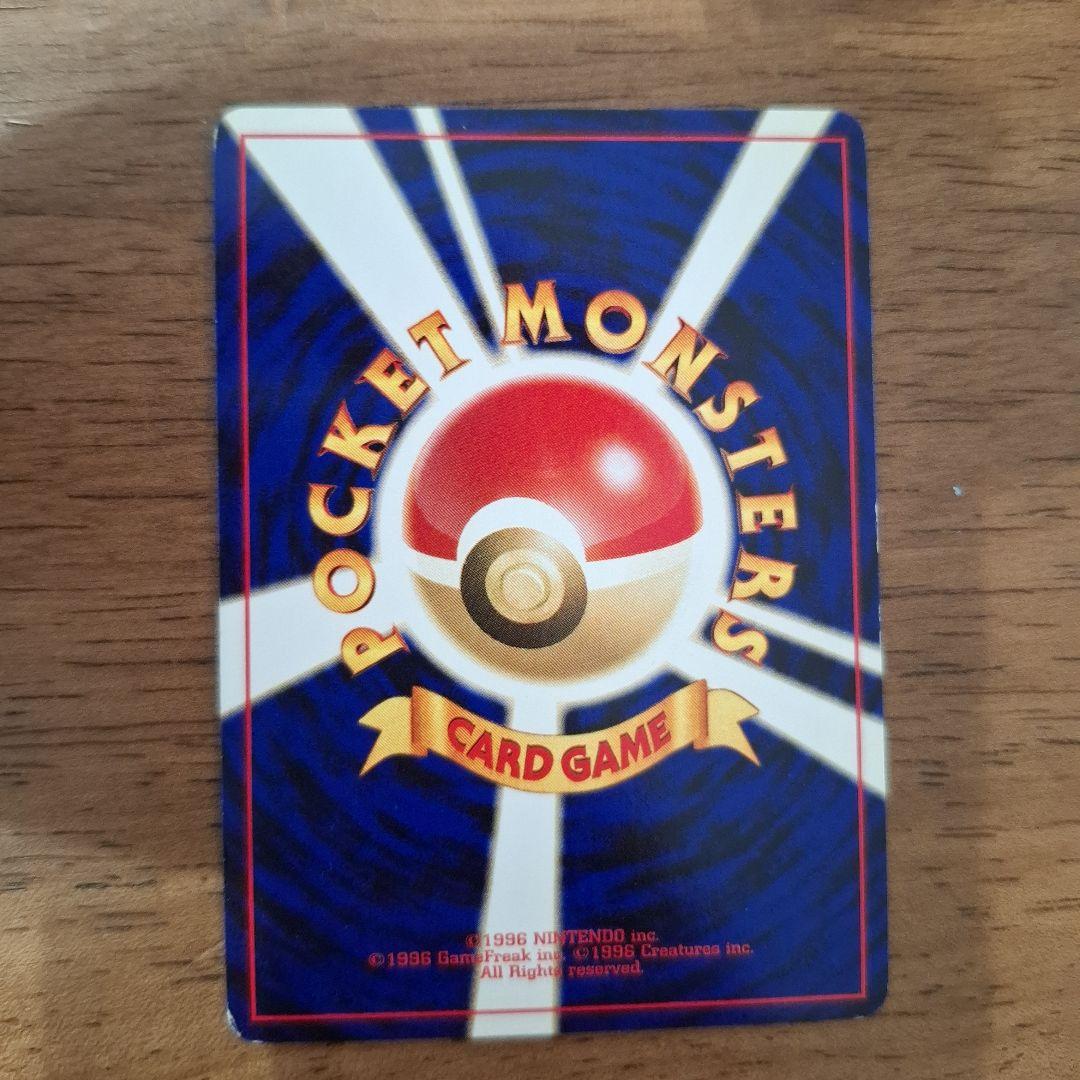 POCKET MONSTERS
CARD GAME
©1996 NINTENDO inc.
©1996 GameFreak inc. ©1996 Creatures inc.
All Rights reserved.